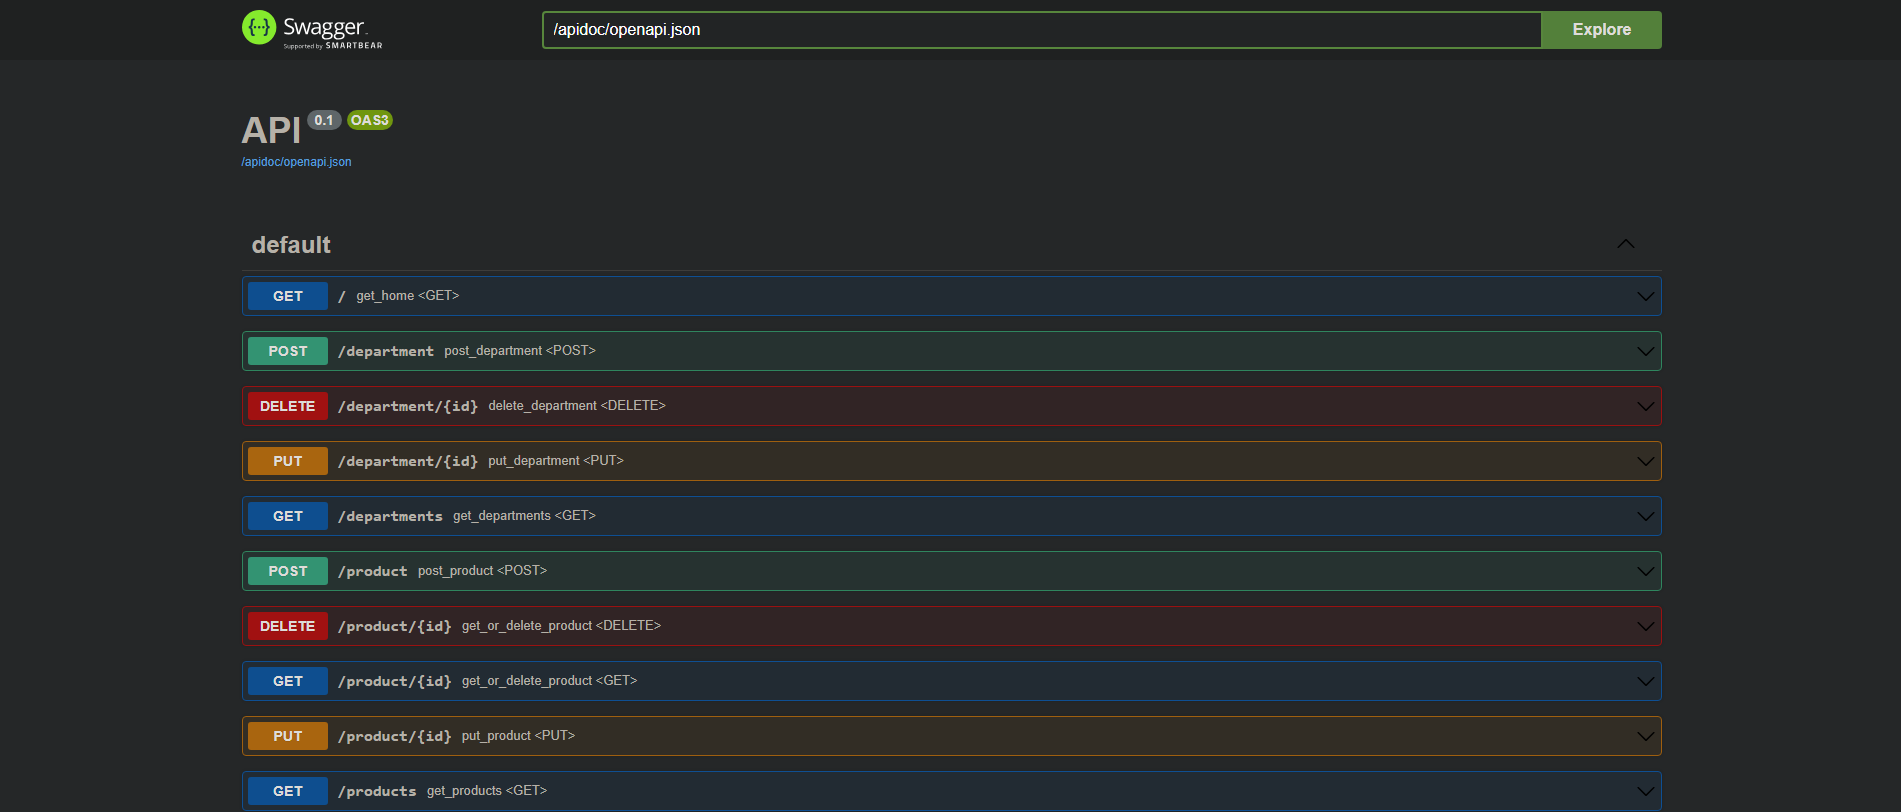 Swagger
Supported by SMARTBEAR
/apidoc/openapi.json
Explore
API 0.1 OAS3
/apidoc/openapi.json
default
GET / get_home <GET>
POST /department post_department <POST>
DELETE /department/{id} delete_department <DELETE>
PUT /department/{id} put_department <PUT>
GET /departments get_departments <GET>
POST /product post_product <POST>
DELETE /product/{id} get_or_delete_product <DELETE>
GET /product/{id} get_or_delete_product <GET>
PUT /product/{id} put_product <PUT>
GET /products get_products <GET>